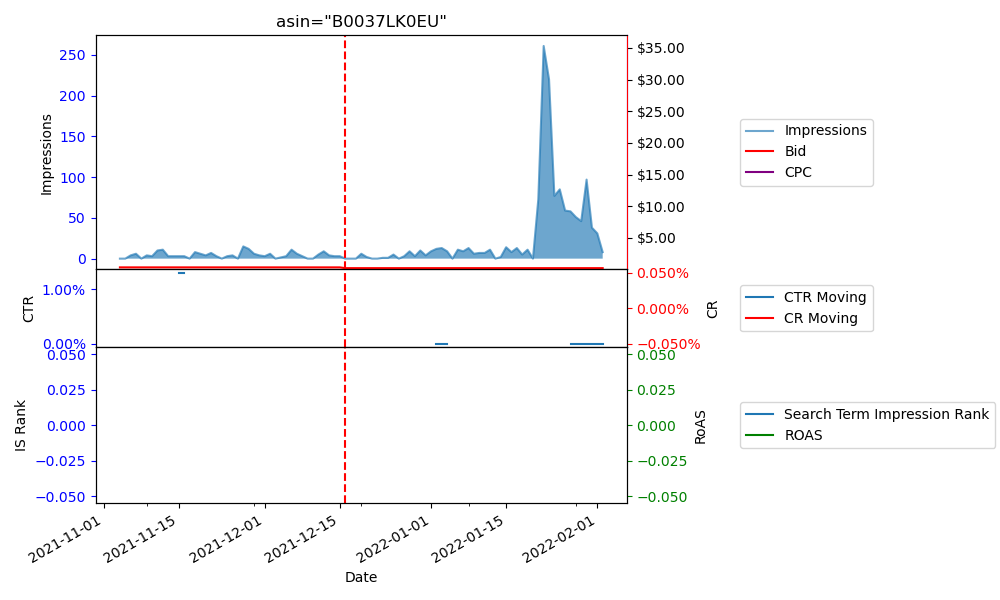 asin="B0037LK0EU"
250
200
150
100
50
0
Impressions
$35.00
$30.00
$25.00
$20.00
$15.00
$10.00
$5.00
Impressions
Bid
CPC
1.00%
0.00%
CTR
0.050%
0.000%
−0.050%
CR
CTR Moving
CR Moving
0.050
0.025
0.000
−0.025
−0.050
IS Rank
0.050
0.025
0.000
−0.025
−0.050
RoAS
Search Term Impression Rank
ROAS
2021-11-01
2021-11-15
2021-12-01
2021-12-15
2022-01-01
2022-01-15
2022-02-01
Date